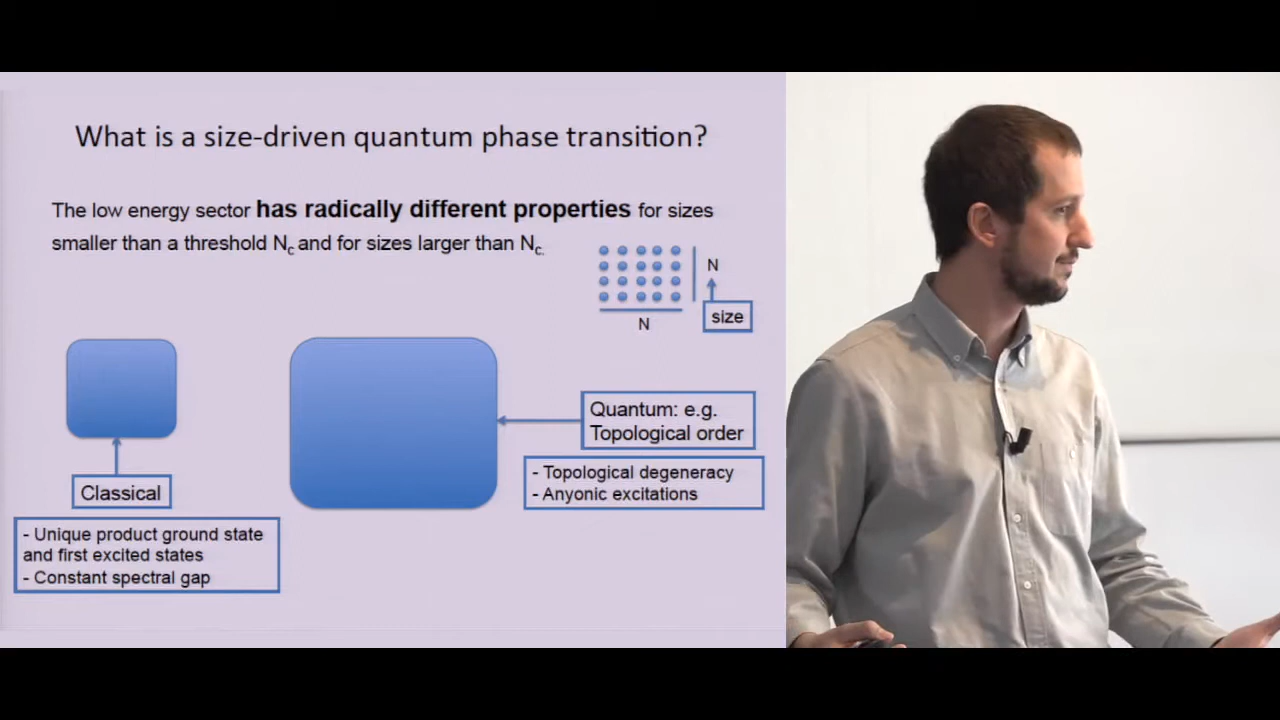 What is a size-driven quantum phase transition?
The low energy sector has radically different properties for sizes
smaller than a threshold Nc and for sizes larger than Nc.
N
size
N
Quantum: e.g.
Topological order
- Topological degeneracy
- Anyonic excitations
Classical
- Unique product ground state
and first excited states
- Constant spectral gap